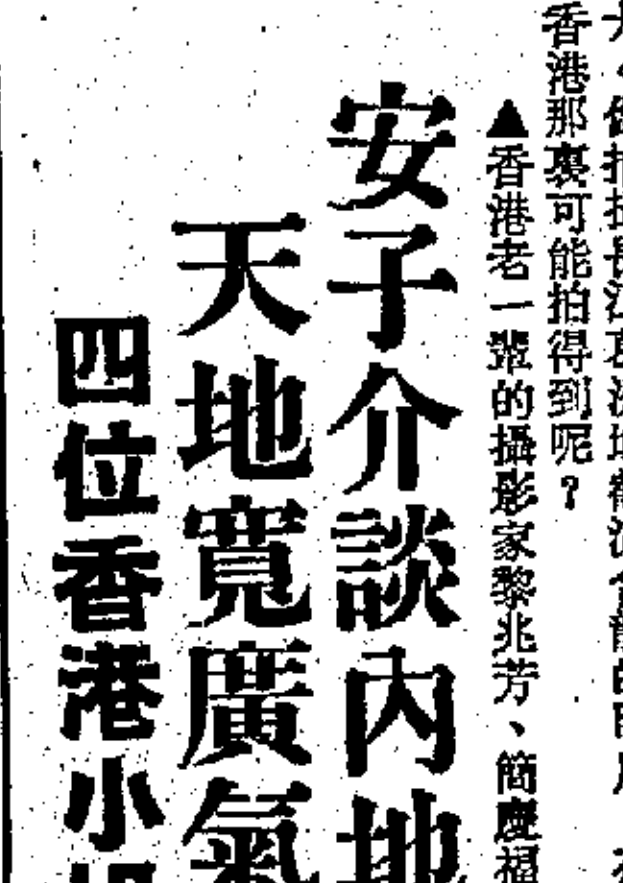 香港那裏可能拍得到呢？
▲香港老一輩的攝影家黎兆芳、簡慶福
安子介談內地
天地寬廣氣
四位香港小